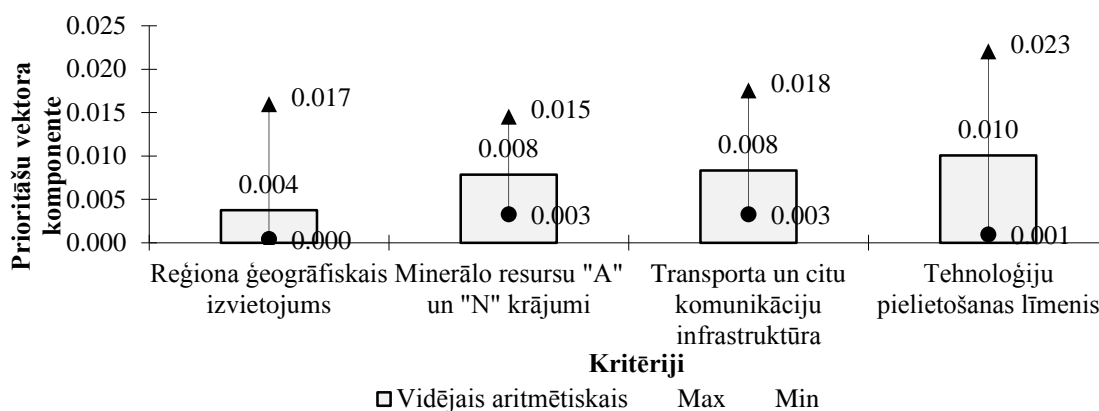 Prioritāšu vektora
komponente
0.025
0.020
0.015
0.010
0.005
0.000
0.017
0.004
0.000
0.015
0.008
0.003
0.018
0.008
0.003
0.023
0.010
0.001
Reģiona ģeogrāfiskais
izvietojums
Minerālo resursu "A"
un "N" krājumi
Transporta un citu
komunikāciju
infrastruktūra
Tehnoloģiju
pielietošanas līmenis
Kritēriji
Vidējais aritmētiskais Max Min